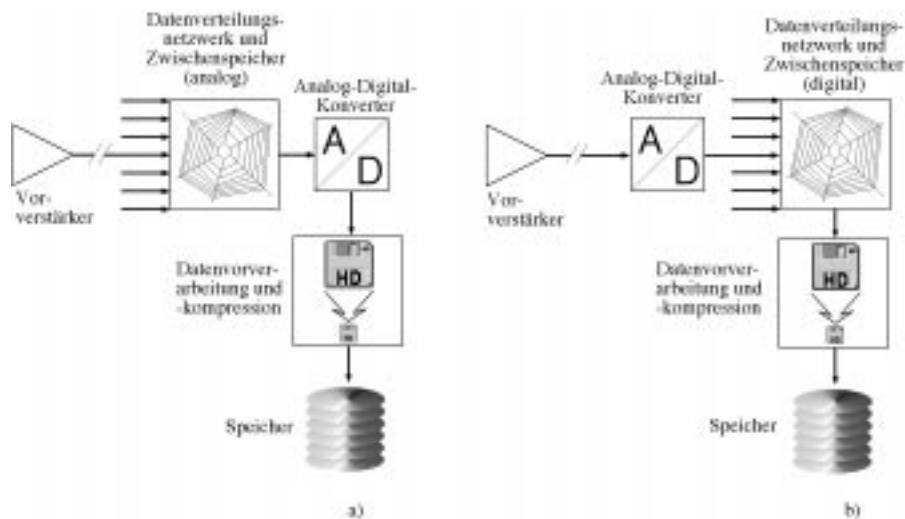 Datenverteilungs-
netzwerk und
Zwischenspeicher
(analog)
Analog-Digital-
Konverter
A
D
Vor-
verstärker
HD
Datenvorver-
arbeitung und
-kompression
Speicher
a)
Datenverteilungs-
netzwerk und
Zwischenspeicher
(digital)
Analog-Digital-
Konverter
A
D
Vor-
verstärker
HD
Datenvorver-
arbeitung und
-kompression
Speicher
b)